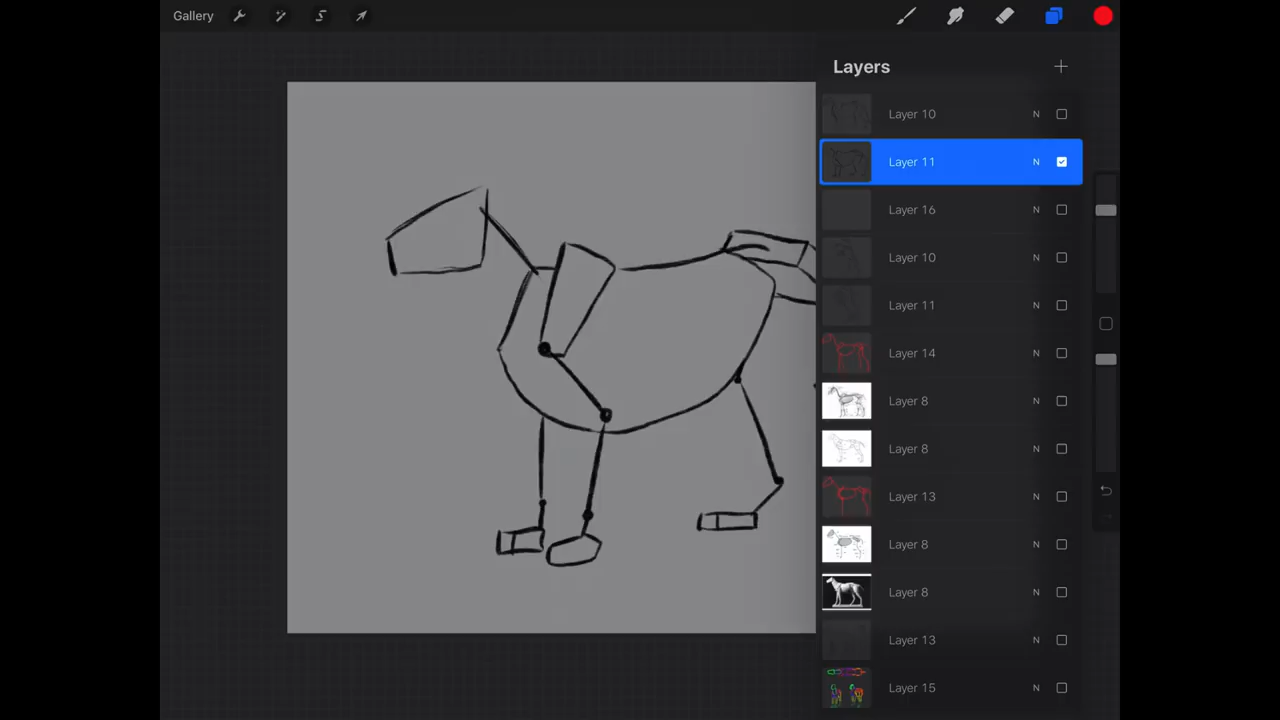 Gallery
Layers
Layer 10 N
Layer 11 N
Layer 16 N
Layer 10 N
Layer 11 N
Layer 14 N
Layer 8 N
Layer 8 N
Layer 13 N
Layer 8 N
Layer 8 N
Layer 13 N
Layer 15 N